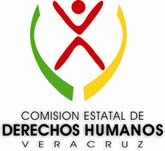 COMISION ESTATAL DE
DERECHOS HUMANOS
VERACRUZ